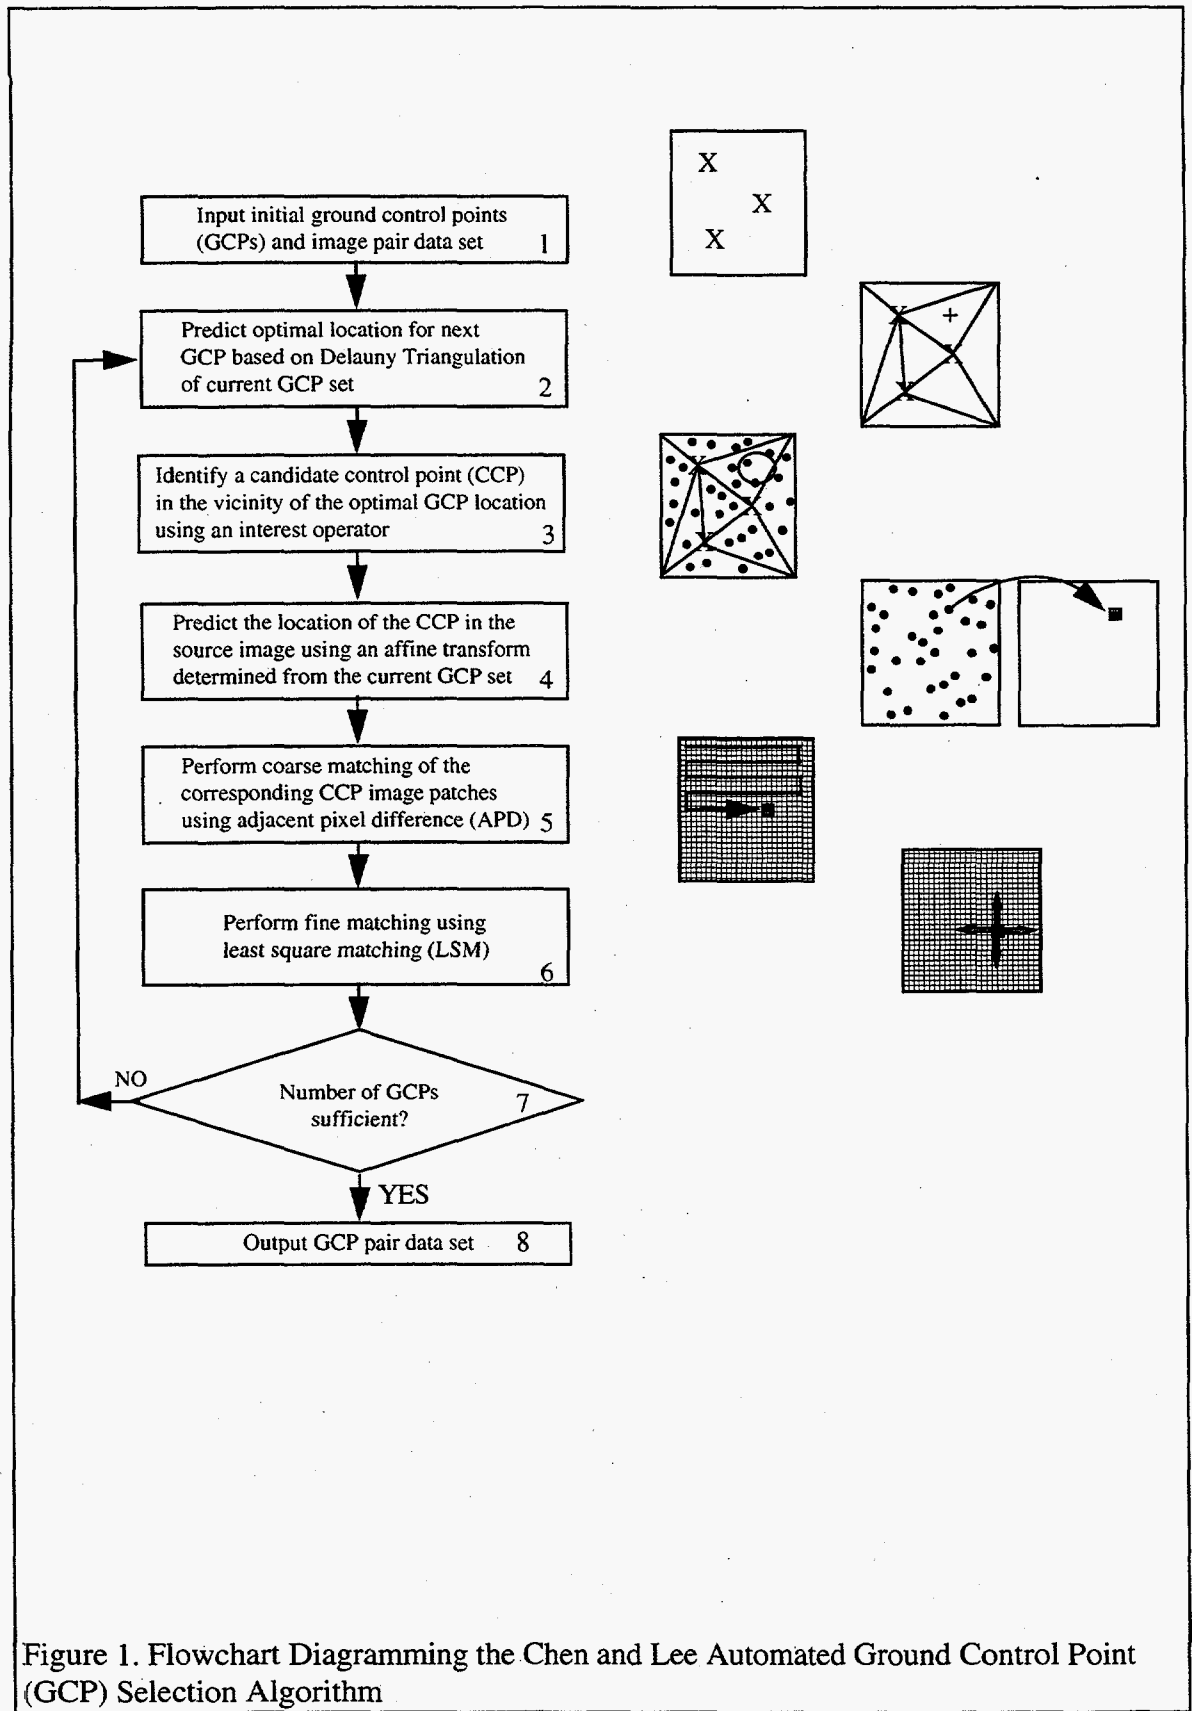 Input initial ground control points
(GCPs) and image pair data set 1
X
X
X
Predict optimal location for next
GCP based on Delauny Triangulation
of current GCP set 2
X
+
X
X
Identify a candidate control point (CCP)
in the vicinity of the optimal GCP location
using an interest operator 3
X
X
X
Predict the location of the CCP in the
source image using an affine transform
determined from the current GCP set 4
Perform coarse matching of the
corresponding CCP image patches
using adjacent pixel difference (APD) 5
Perform fine matching using
least square matching (LSM)
6
NO
Number of GCPs
sufficient? 7
YES
Output GCP pair data set 8
Figure 1. Flowchart Diagramming the Chen and Lee Automated Ground Control Point
(GCP) Selection Algorithm